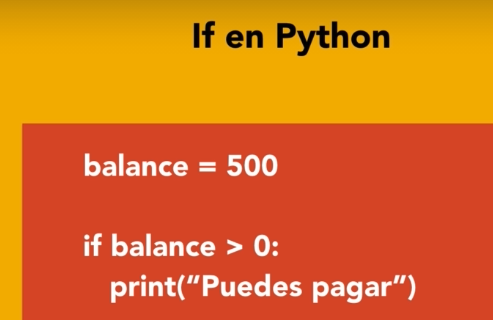 If en Python
balance = 500
if balance > 0:
print(“Puedes pagar”)